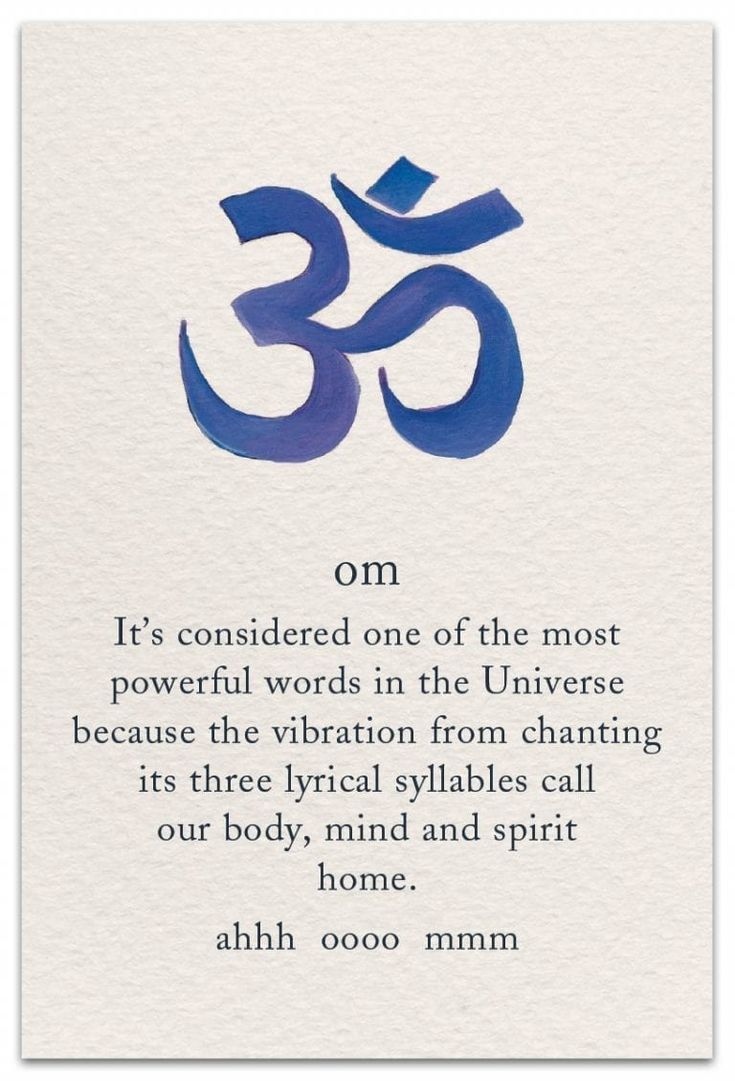 ॐ
om
It’s considered one of the most
powerful words in the Universe
because the vibration from chanting
its three lyrical syllables call
our body, mind and spirit
home.
ahhh oooo mmm